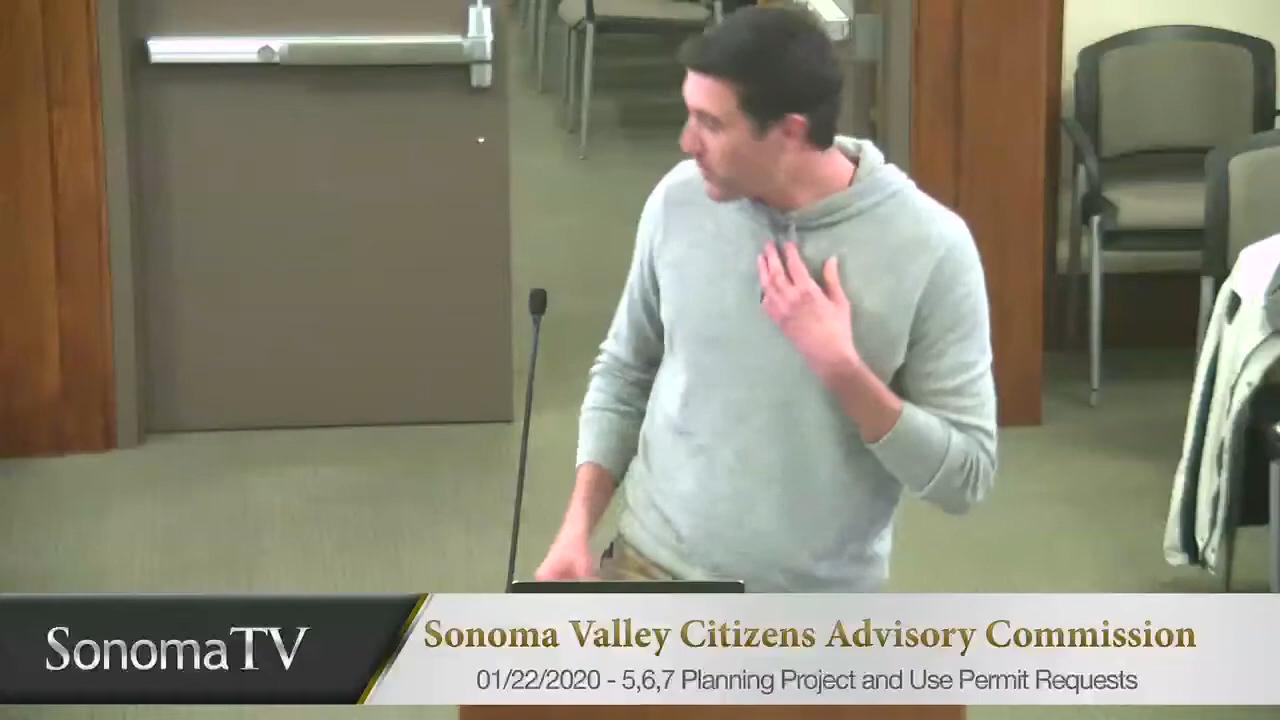 SonomaTV
Sonoma Valley Citizens Advisory Commission
01/22/2020 - 5,6,7 Planning Project and Use Permit Requests